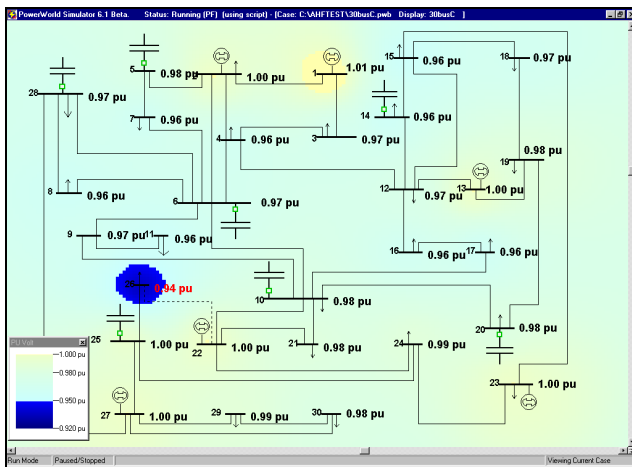 PowerWorld Simulator 6.1 Beta. Status: Running (PF) (using script) - [Case: C:\AHFTEST\30busC.pwb Display: 30busC ]
15 0.96 pu
18 0.97 pu
5 0.98 pu
1.00 pu
1 1.01 pu
28 0.97 pu
7 0.96 pu
14 0.96 pu
4 0.96 pu
3 0.97 pu
19 0.98 pu
8 0.96 pu
6 0.97 pu
12 0.97 pu
13 1.00 pu
9 0.97 pu
11 0.96 pu
16 0.96 pu
17 0.96 pu
26 0.94 pu
10 0.98 pu
20 0.98 pu
25 1.00 pu
22 1.00 pu
21 0.98 pu
24 0.99 pu
23 1.00 pu
PU Volt
1.000 pu
0.980 pu
0.950 pu
0.920 pu
27 1.00 pu
29 0.99 pu
30 0.98 pu
Run Mode Paused/Stopped Viewing Current Case